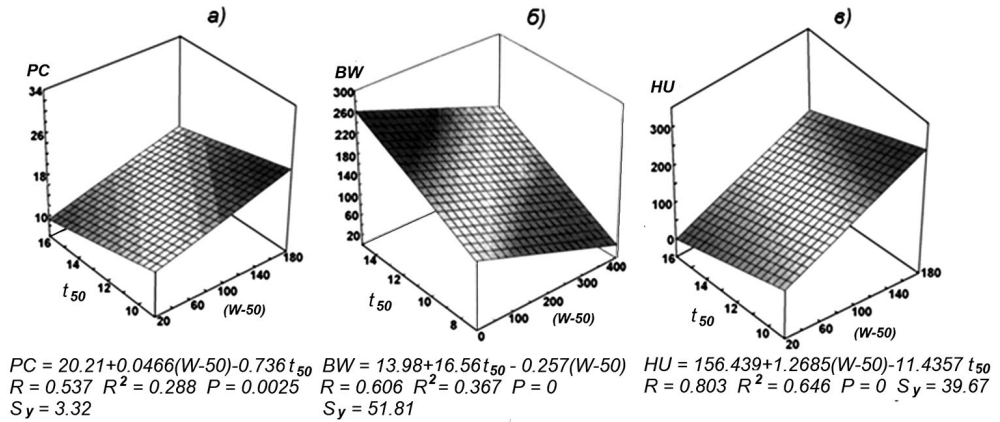 а) б) в)
PC BW HU
34 26 18 10
16 14 12 10
20 60 100 140 180
t50 (W-50)
300 260 220 180 140 100 60 20
14 12 10 8
0 100 200 300 400
t50 (W-50)
300 200 100 0
16 14 12 10
20 60 100 140 180
t50 (W-50)
PC = 20.21+0.0466(W-50)-0.736t50
R = 0.537 R² = 0.288 P = 0.0025
Sy = 3.32
BW = 13.98+16.56t50 - 0.257(W-50)
R = 0.606 R² = 0.367 P = 0
Sy = 51.81
HU = 156.439+1.2685(W-50)-11.4357 t50
R = 0.803 R² = 0.646 P = 0 Sy = 39.67